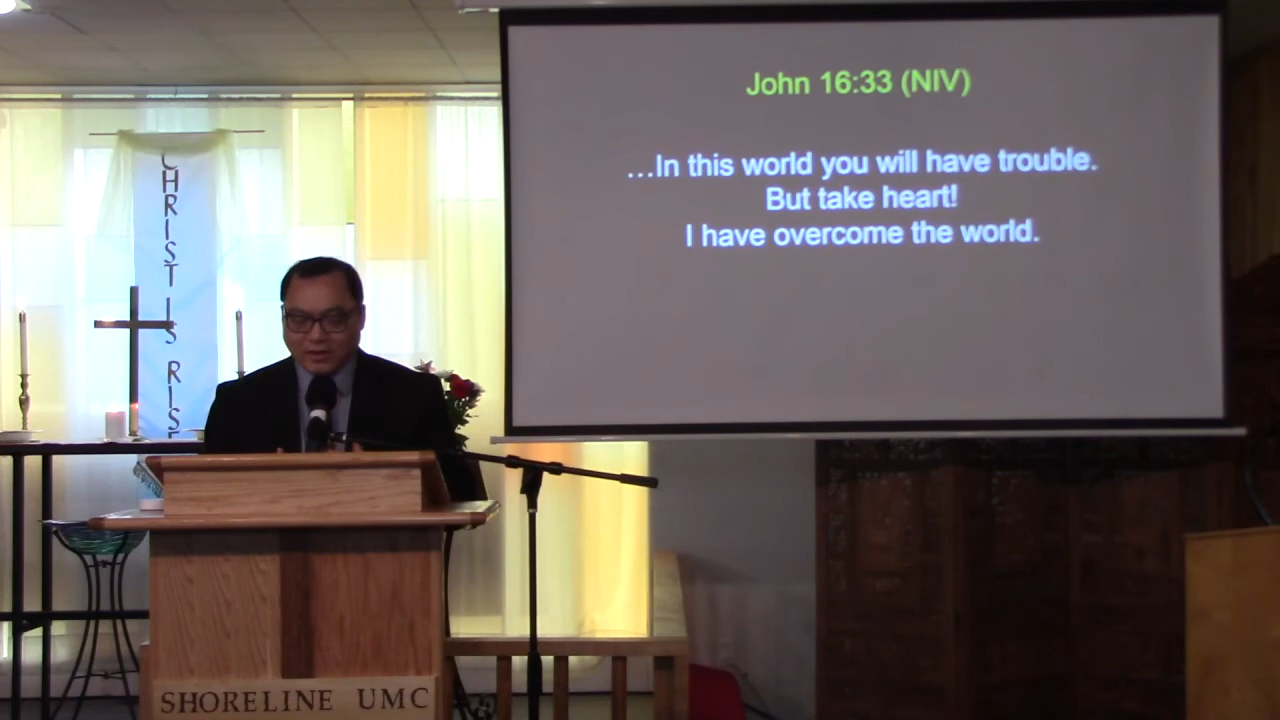 John 16:33 (NIV)
…In this world you will have trouble.
But take heart!
I have overcome the world.
CHRIST IS RISE
SHORELINE UMC